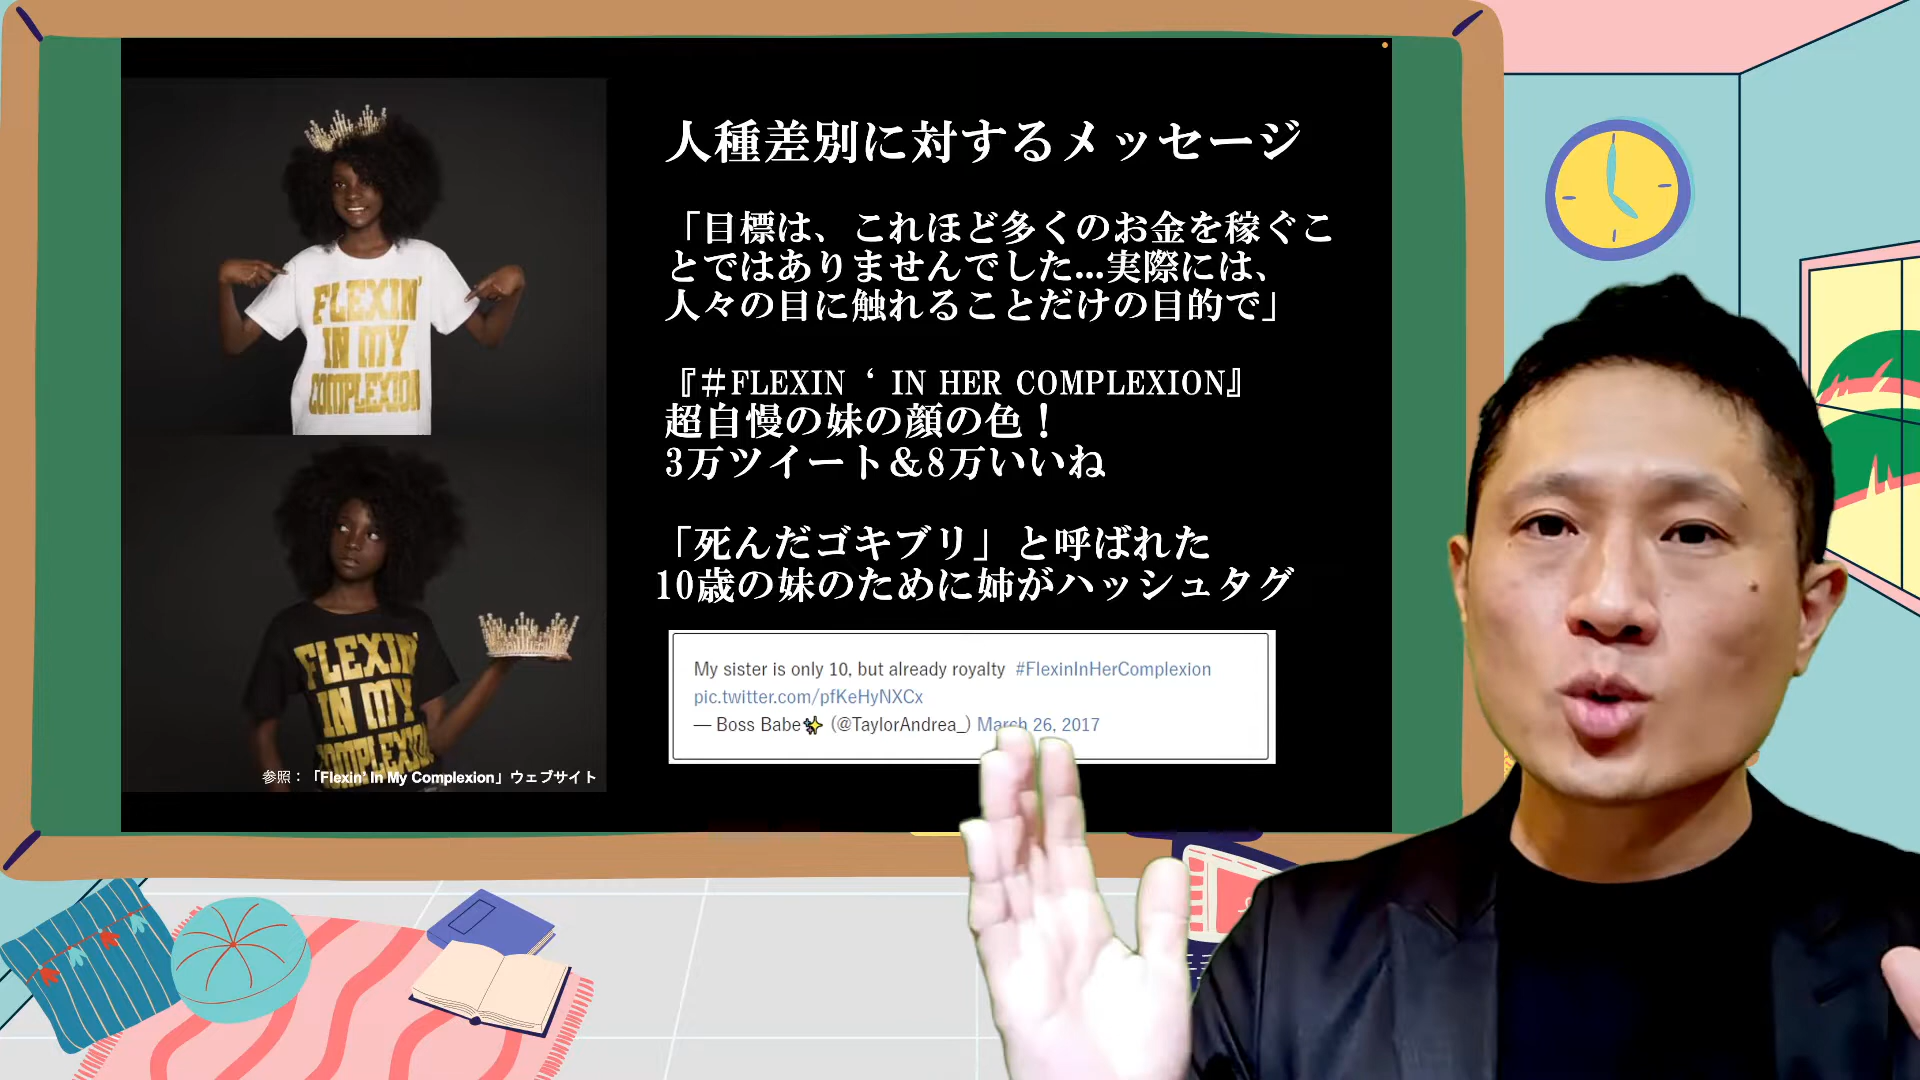 人種差別に対するメッセージ
「目標は、これほど多くのお金を稼ぐこ
とではありませんでした...実際には、
人々の目に触れることだけの目的で」
『＃FLEXIN ‘ IN HER COMPLEXION』
超自慢の妹の顔の色！
3万ツイート＆8万いいね
「死んだゴキブリ」と呼ばれた
10歳の妹のために姉がハッシュタグ
My sister is only 10, but already royalty #FlexinInHerComplexion
pic.twitter.com/pfKeHyNXCx
— Boss Babe✨ (@TaylorAndrea_) March 26, 2017
FLEXIN'
IN MY
COMPLEXION
FLEXIN'
IN MY
COMPLEXION
参照：「Flexin' In My Complexion」ウェブサイト